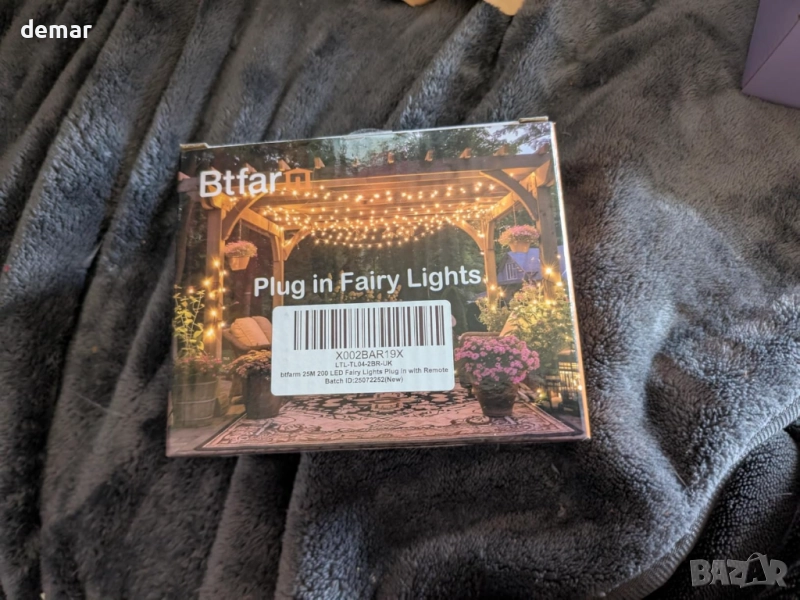 demar
Btfar
Plug in Fairy Lights
X002BAR19X
LTL-TL04-2BR-UK
btfarm 25M 200 LED Fairy Lights Plug in with Remote
Batch ID:25072252(New)
BAZAR